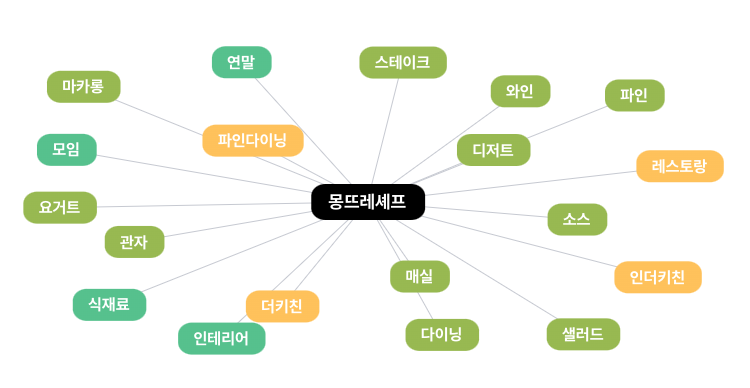 연말
스테이크
마카롱
와인
파인
파인다이닝
모임
디저트
레스토랑
몽뜨레셰프
요거트
소스
관자
매실
인더키친
식재료
더키친
인테리어
다이닝
샐러드